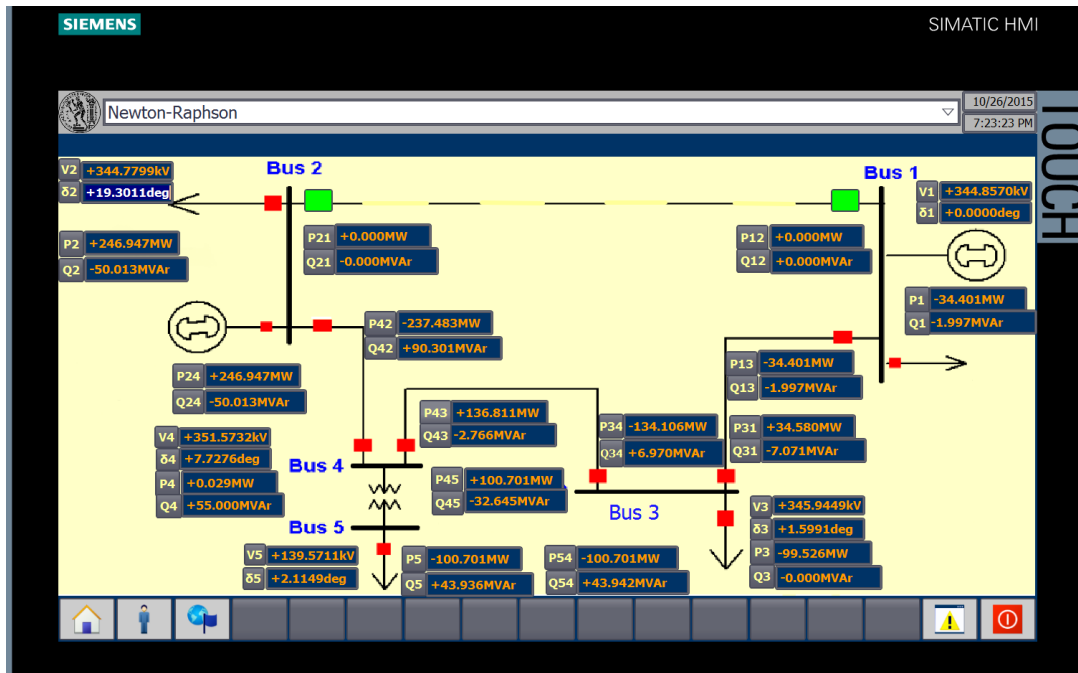 SIEMENS
SIMATIC HMI
TOUCH
Newton-Raphson
10/26/2015
7:23:23 PM
V2 +344.7799kV
δ2 +19.3011deg
Bus 2
Bus 1
V1 +344.8570kV
δ1 +0.0000deg
P2 +246.947MW
Q2 -50.013MVAr
P21 +0.000MW
Q21 -0.000MVAr
P12 +0.000MW
Q12 +0.000MVAr
P1 -34.401MW
Q1 -1.997MVAr
P42 -237.483MW
Q42 +90.301MVAr
P13 -34.401MW
Q13 -1.997MVAr
P24 +246.947MW
Q24 -50.013MVAr
P43 +136.811MW
Q43 -2.766MVAr
P34 -134.106MW
Q34 +6.970MVAr
P31 +34.580MW
Q31 -7.071MVAr
V4 +351.5732kV
δ4 +7.7276deg
P4 +0.029MW
Q4 +55.000MVAr
Bus 4
P45 +100.701MW
Q45 -32.645MVAr
Bus 3
V3 +345.9449kV
δ3 +1.5991deg
P3 -99.526MW
Q3 -0.000MVAr
Bus 5
V5 +139.5711kV
δ5 +2.1149deg
P5 -100.701MW
Q5 +43.936MVAr
P54 -100.701MW
Q54 +43.942MVAr